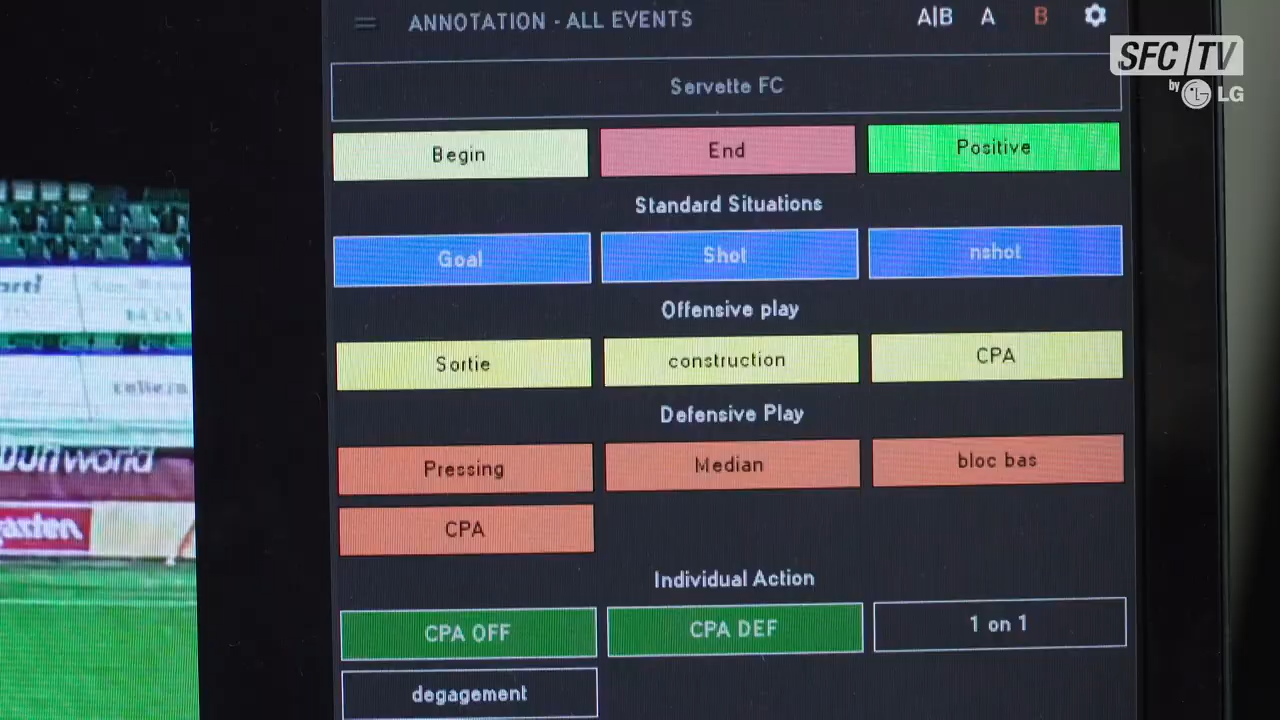 ANNOTATION - ALL EVENTS
A|B A B
SFC/TV
by LG
Servette FC
Begin End Positive
Standard Situations
Goal Shot nshot
Offensive play
Sortie construction CPA
Defensive Play
Pressing Median bloc bas
CPA
Individual Action
CPA OFF CPA DEF 1 on 1
degagement
world